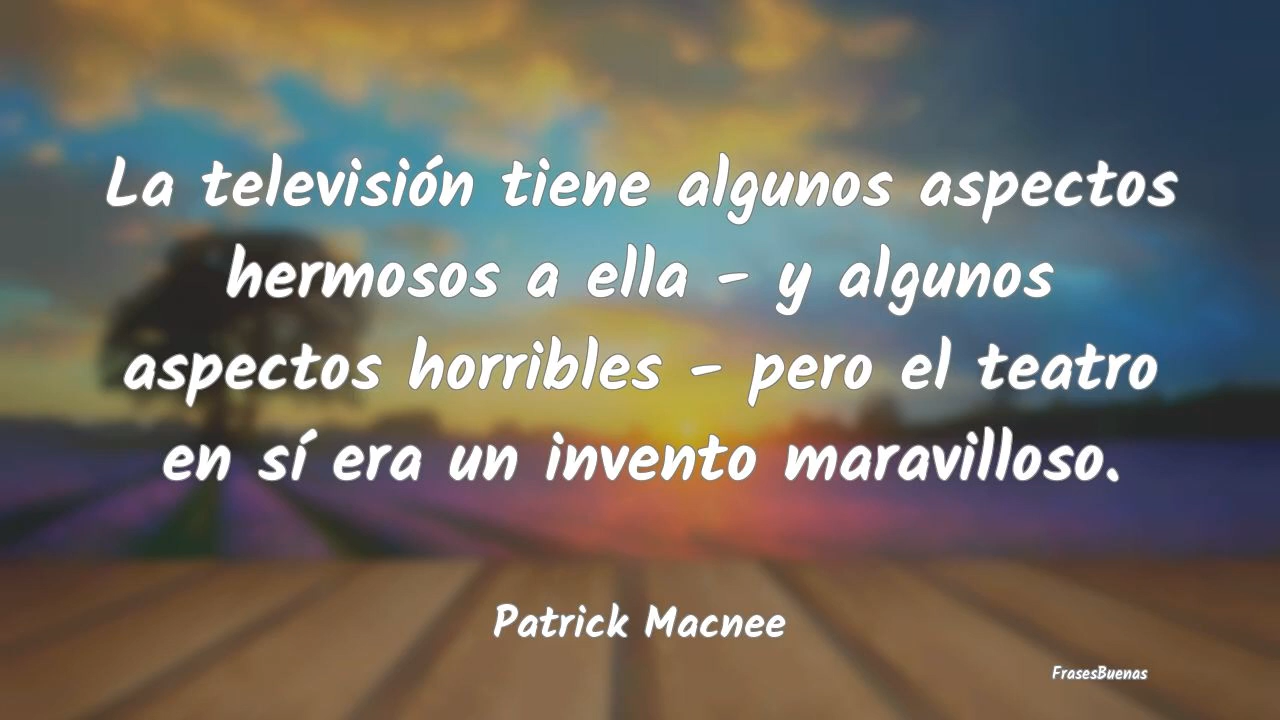 La televisión tiene algunos aspectos
hermosos a ella - y algunos
aspectos horribles - pero el teatro
en sí era un invento maravilloso.
Patrick Macnee
FrasesBuenas